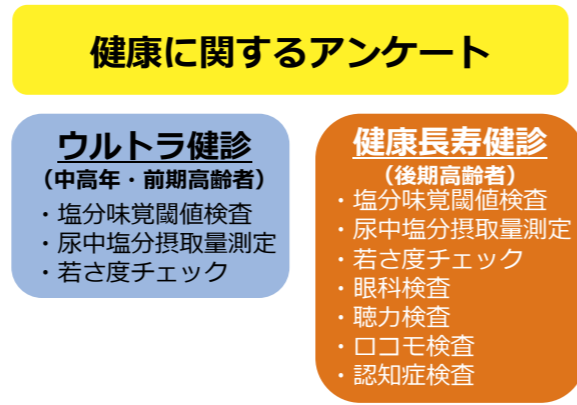 健康に関するアンケート
ウルトラ健診
（中高年・前期高齢者）
・塩分味覚閾値検査
・尿中塩分摂取量測定
・若さ度チェック
健康長寿健診
（後期高齢者）
・塩分味覚閾値検査
・尿中塩分摂取量測定
・若さ度チェック
・眼科検査
・聴力検査
・ロコモ検査
・認知症検査